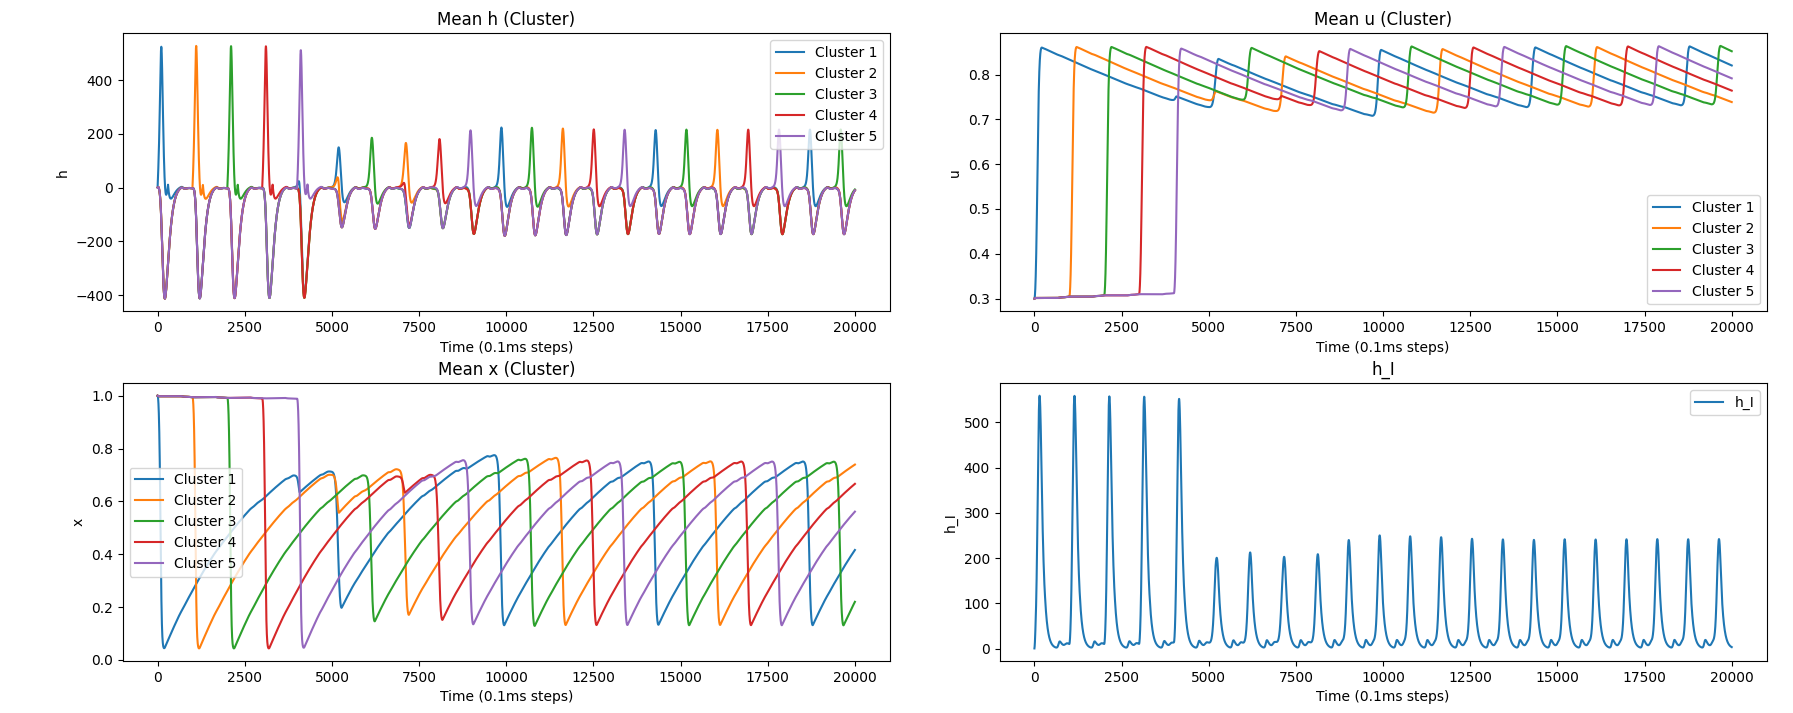 Mean h (Cluster)
h
400
200
0
−200
−400
0 2500 5000 7500 10000 12500 15000 17500 20000
Time (0.1ms steps)
Cluster 1
Cluster 2
Cluster 3
Cluster 4
Cluster 5
Mean u (Cluster)
u
0.8
0.7
0.6
0.5
0.4
0.3
0 2500 5000 7500 10000 12500 15000 17500 20000
Time (0.1ms steps)
Cluster 1
Cluster 2
Cluster 3
Cluster 4
Cluster 5
Mean x (Cluster)
x
1.0
0.8
0.6
0.4
0.2
0.0
0 2500 5000 7500 10000 12500 15000 17500 20000
Time (0.1ms steps)
Cluster 1
Cluster 2
Cluster 3
Cluster 4
Cluster 5
h_I
h_I
500
400
300
200
100
0
0 2500 5000 7500 10000 12500 15000 17500 20000
Time (0.1ms steps)
h_I